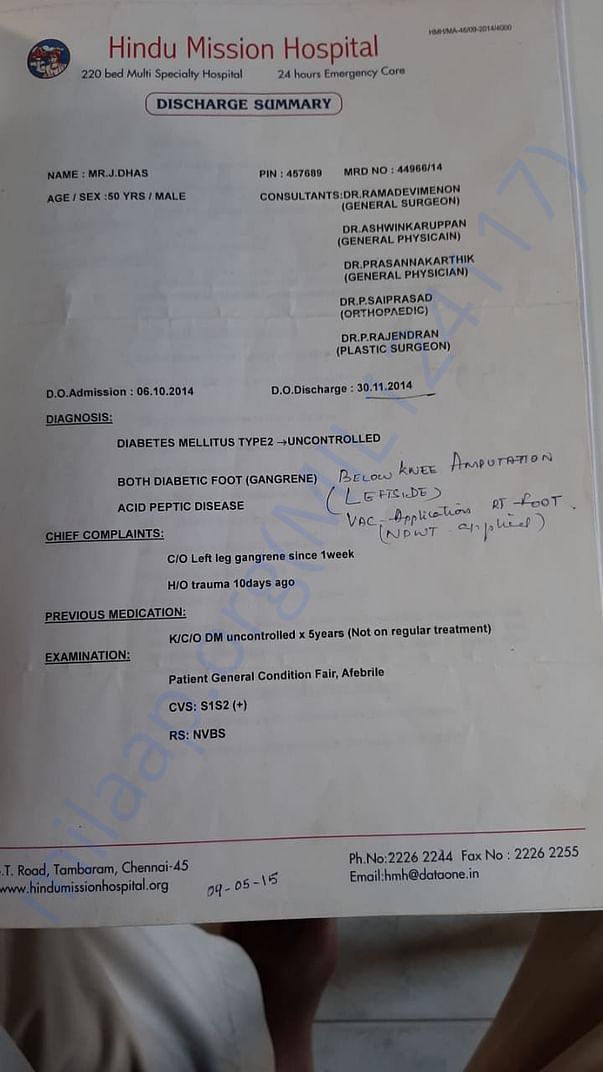 HMH/MA-46/09-2014/4000
Hindu Mission Hospital
220 bed Multi Specialty Hospital 24 hours Emergency Care
DISCHARGE SUMMARY
NAME : MR.J.DHAS PIN : 457689 MRD NO : 44966/14
AGE / SEX :50 YRS / MALE CONSULTANTS:DR.RAMADEVIMENON
(GENERAL SURGEON)
DR.ASHWINKARUPPAN
(GENERAL PHYSICAIN)
DR.PRASANNAKARTHIK
(GENERAL PHYSICIAN)
DR.P.SAIPRASAD
(ORTHOPAEDIC)
DR.P.RAJENDRAN
(PLASTIC SURGEON)
D.O.Admission : 06.10.2014 D.O.Discharge : 30.11.2014
DIAGNOSIS:
DIABETES MELLITUS TYPE2 →UNCONTROLLED
BOTH DIABETIC FOOT (GANGRENE) BELOW KNEE AMPUTATION
(LEFTSIDE)
ACID PEPTIC DISEASE
VAC-Application RT FOOT.
(NPWT applied)
CHIEF COMPLAINTS:
C/O Left leg gangrene since 1week
H/O trauma 10days ago
PREVIOUS MEDICATION:
K/C/O DM uncontrolled x 5years (Not on regular treatment)
EXAMINATION:
Patient General Condition Fair, Afebrile
CVS: S1S2 (+)
RS: NVBS
.T. Road, Tambaram, Chennai-45 Ph.No:2226 2244 Fax No : 2226 2255
www.hindumissionhospital.org 09-05-15 Email:hmh@dataone.in
milaap.org(MIL124117)